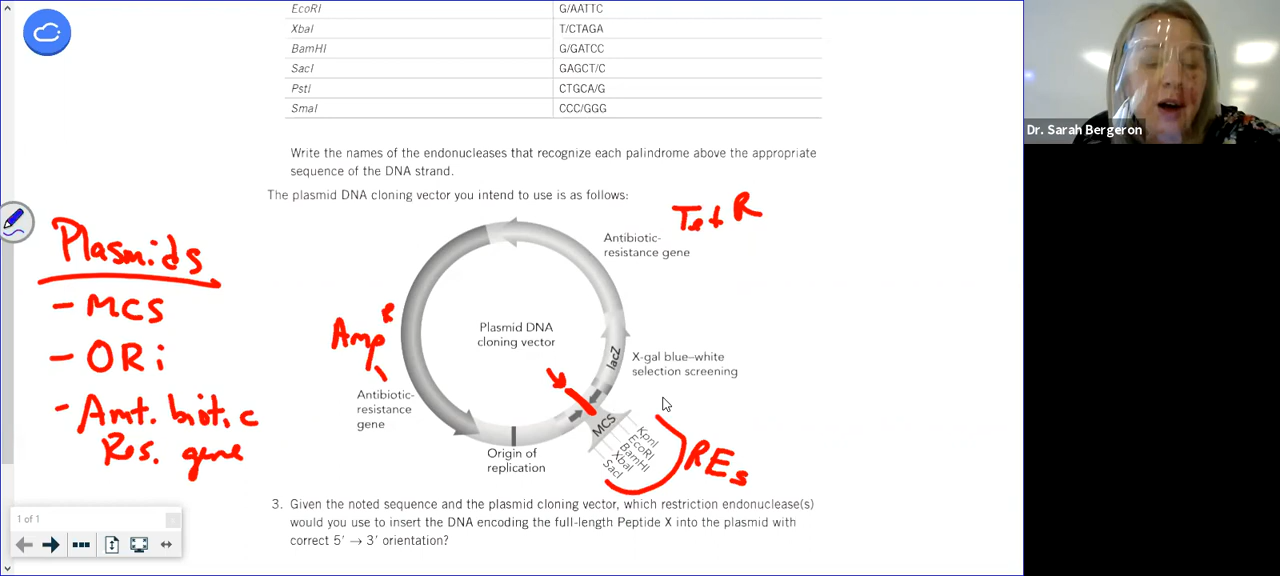 EcoRI G/AATTC
XbaI T/CTAGA
BamHI G/GATCC
SacI GAGCT/C
PstI CTGCA/G
SmaI CCC/GGG
Write the names of the endonucleases that recognize each palindrome above the appropriate
sequence of the DNA strand.
The plasmid DNA cloning vector you intend to use is as follows:
Tet R
Antibiotic-
resistance gene
Plasmids
- MCS
- ORi
- Ant.biotic
Res. gene
Amp R
Antibiotic-
resistance
gene
Plasmid DNA
cloning vector
lacZ
X-gal blue–white
selection screening
MCS
KpnI
EcoRI
BamHI
XbaI
SacI
REs
Origin of
replication
3. Given the noted sequence and the plasmid cloning vector, which restriction endonuclease(s)
would you use to insert the DNA encoding the full-length Peptide X into the plasmid with
correct 5′ → 3′ orientation?
1 of 1
Dr. Sarah Bergeron